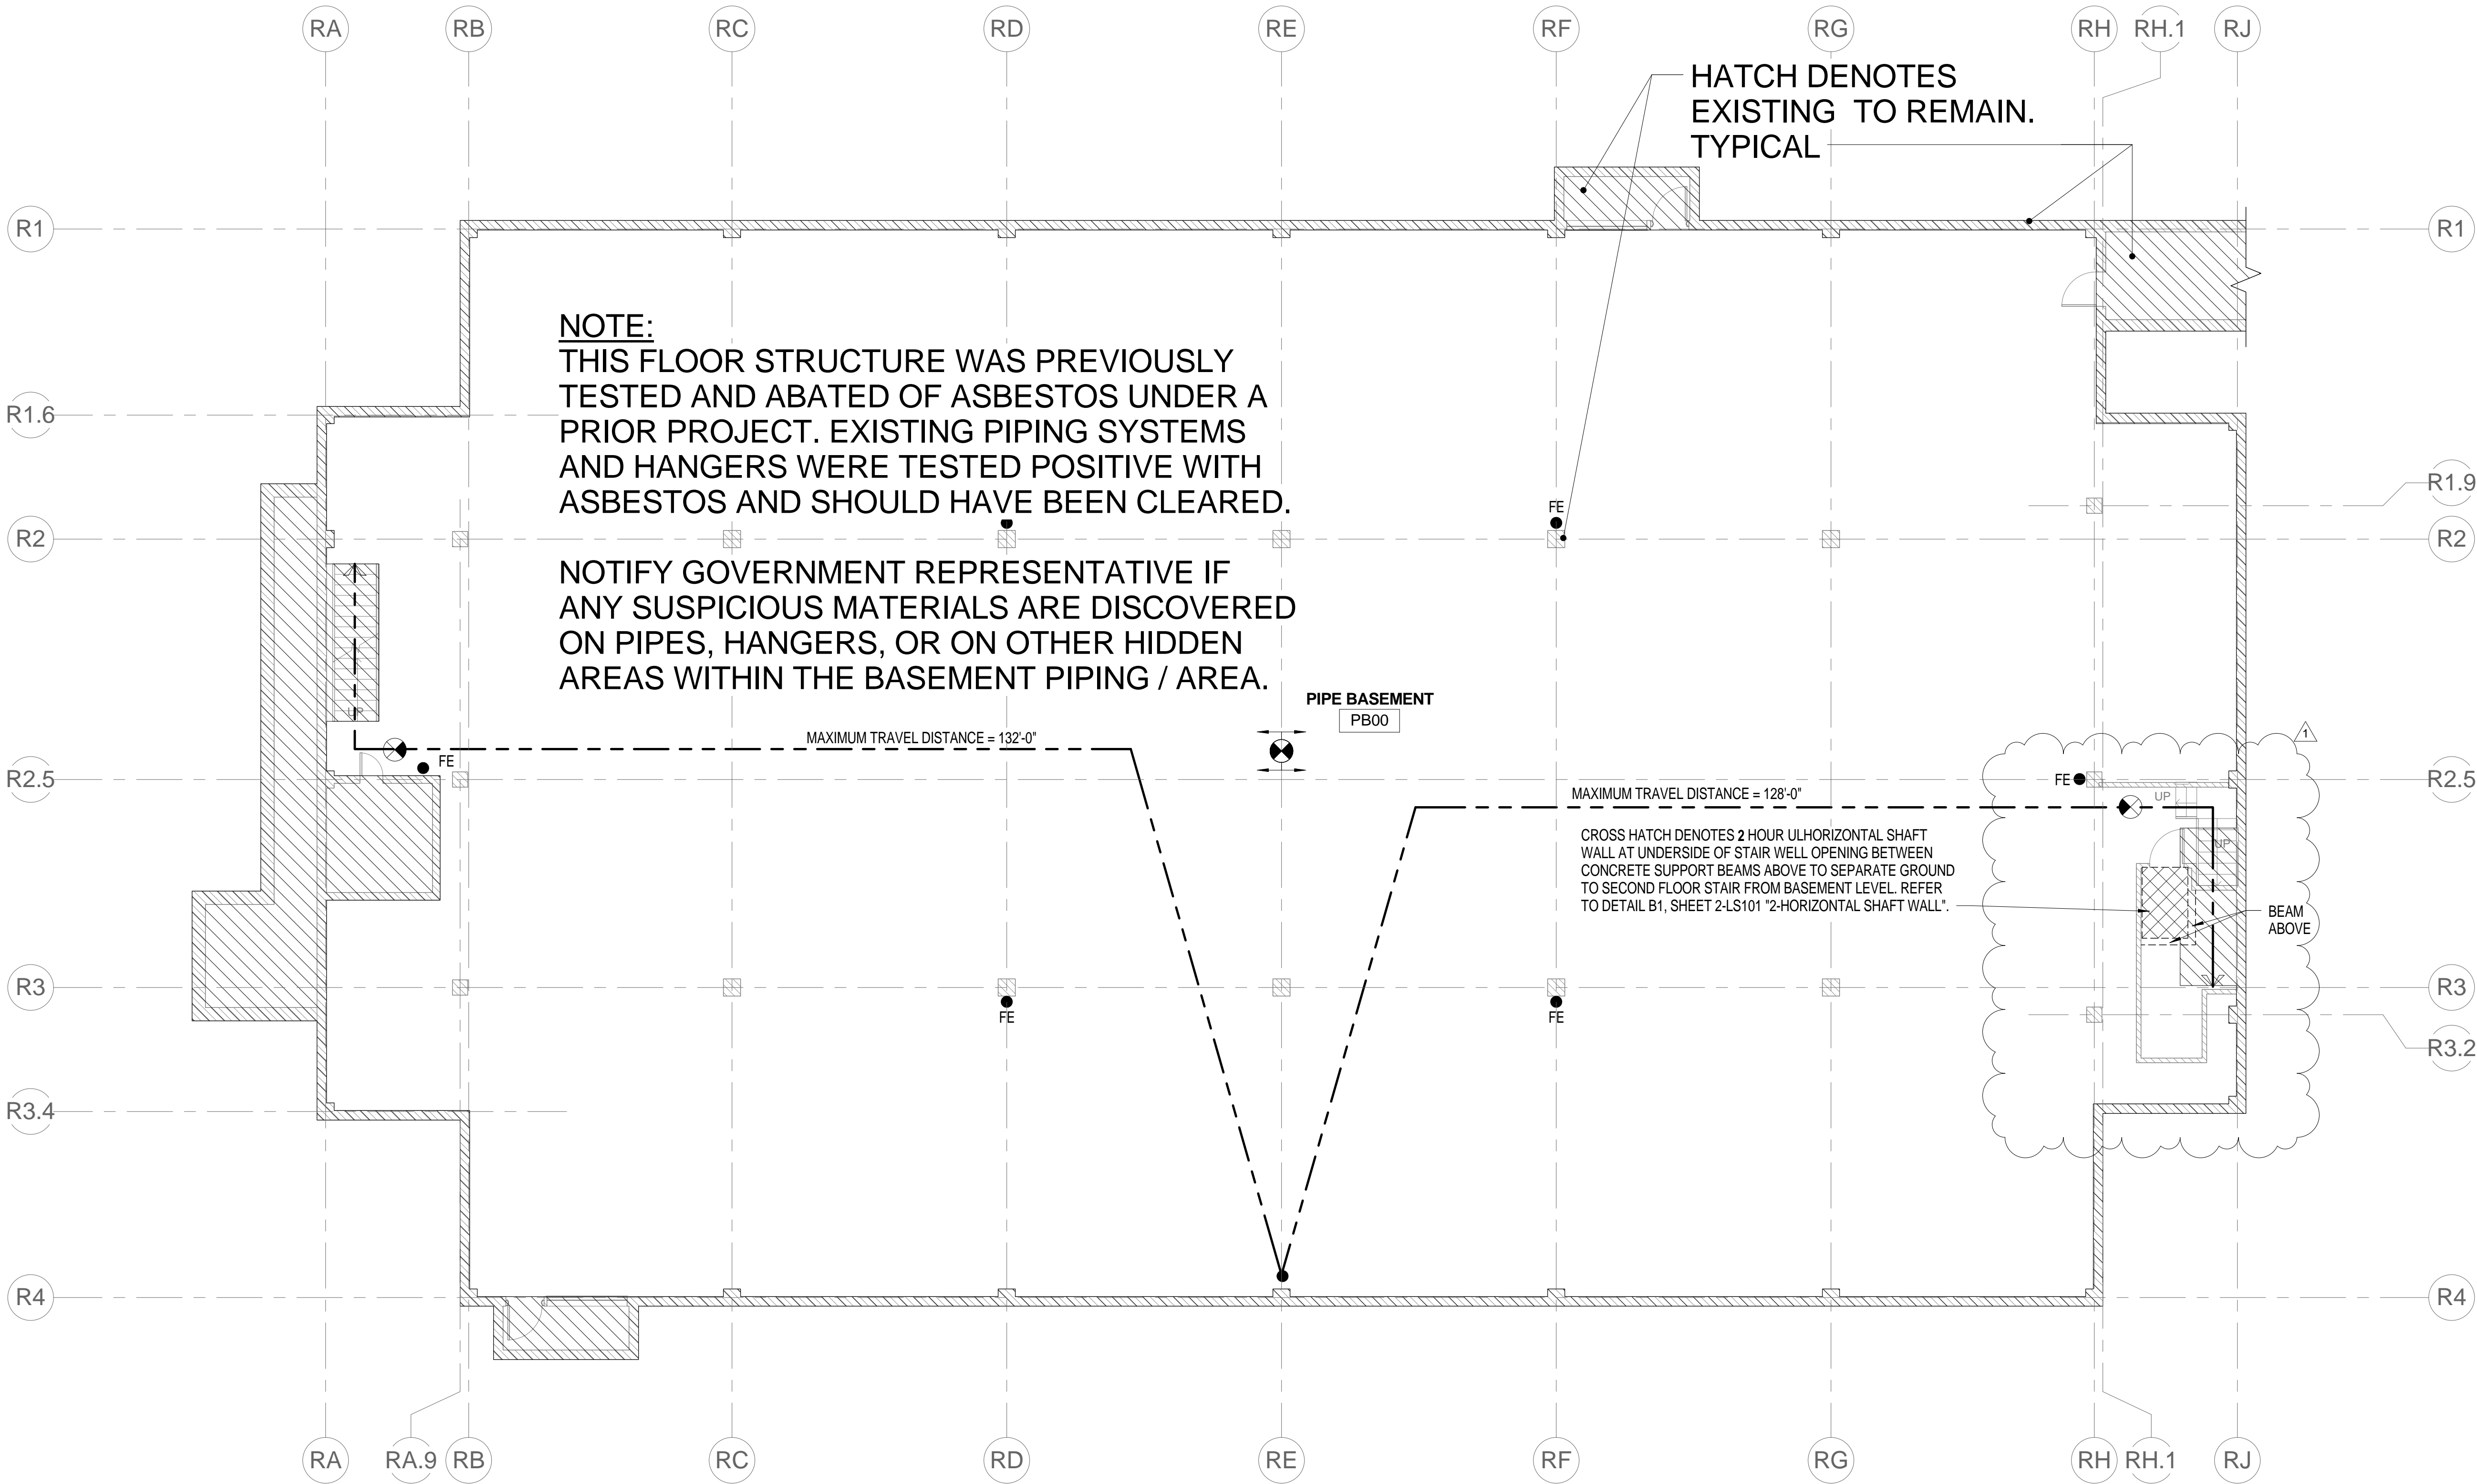 RA
RB
RC
RD
RE
RF
RG
RH
RH.1
RJ
HATCH DENOTES
EXISTING TO REMAIN.
TYPICAL
R1
R1
NOTE:
THIS FLOOR STRUCTURE WAS PREVIOUSLY
TESTED AND ABATED OF ASBESTOS UNDER A
PRIOR PROJECT. EXISTING PIPING SYSTEMS
AND HANGERS WERE TESTED POSITIVE WITH
ASBESTOS AND SHOULD HAVE BEEN CLEARED.
R1.6
R1.9
FE
R2
R2
NOTIFY GOVERNMENT REPRESENTATIVE IF
ANY SUSPICIOUS MATERIALS ARE DISCOVERED
ON PIPES, HANGERS, OR ON OTHER HIDDEN
AREAS WITHIN THE BASEMENT PIPING / AREA.
UP
PIPE BASEMENT
PB00
MAXIMUM TRAVEL DISTANCE = 132'-0"
1
FE
R2.5
FE
R2.5
MAXIMUM TRAVEL DISTANCE = 128'-0"
UP
CROSS HATCH DENOTES 2 HOUR ULHORIZONTAL SHAFT
WALL AT UNDERSIDE OF STAIR WELL OPENING BETWEEN
CONCRETE SUPPORT BEAMS ABOVE TO SEPARATE GROUND
TO SECOND FLOOR STAIR FROM BASEMENT LEVEL. REFER
TO DETAIL B1, SHEET 2-LS101 "2-HORIZONTAL SHAFT WALL".
UP
BEAM
ABOVE
R3
R3
FE
FE
R3.2
R3.4
R4
R4
RA
RA.9
RB
RC
RD
RE
RF
RG
RH
RH.1
RJ